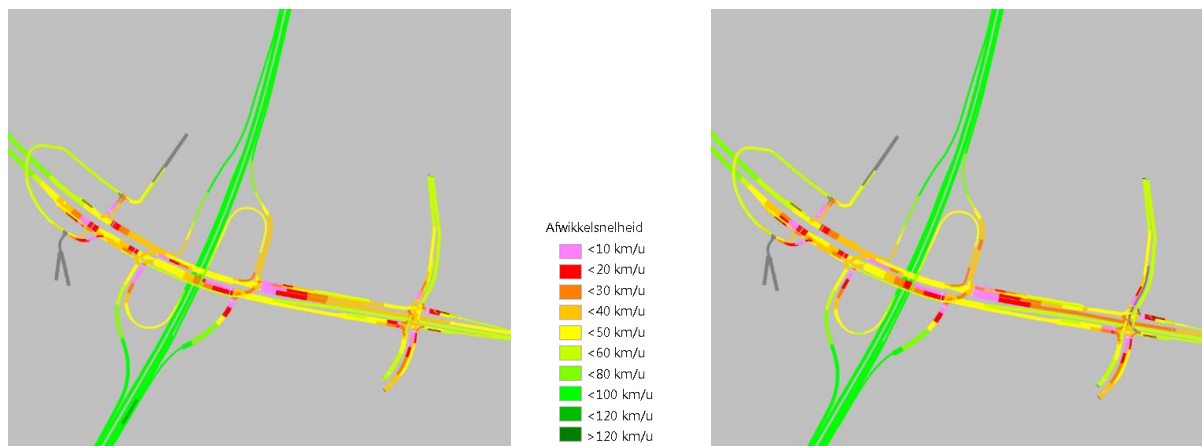 Afwikkelsnelheid
<10 km/u
<20 km/u
<30 km/u
<40 km/u
<50 km/u
<60 km/u
<80 km/u
<100 km/u
<120 km/u
>120 km/u